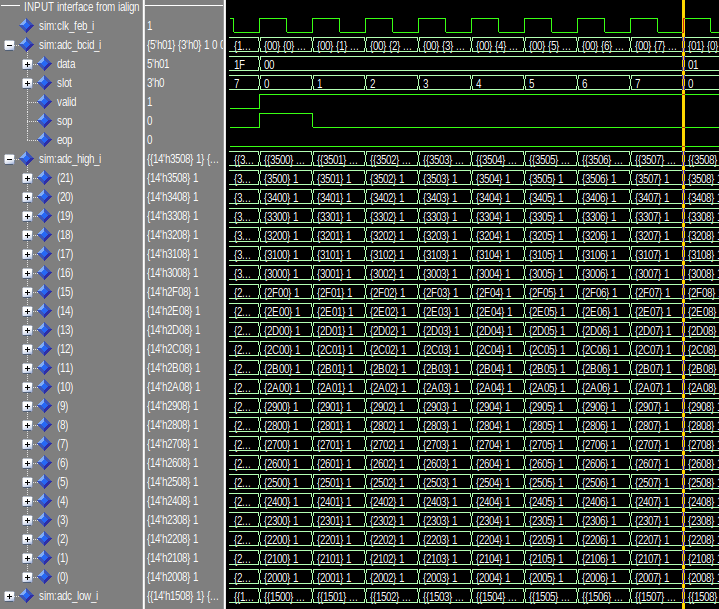 INPUT interface from ialign
sim:clk_feb_i 1
sim:adc_bcid_i {5'h01} {3'h0} 1 0 0 {1... {00} {0} ... {00} {1} ... {00} {2} ... {00} {3} ... {00} {4} ... {00} {5} ... {00} {6} ... {00} {7} ... {01} {0}
data 5'h01 1F 00 01
slot 3'h0 7 0 1 2 3 4 5 6 7 0
valid 1
sop 0
eop 0
sim:adc_high_i {{14'h3508} 1} {... {{3... {{3500} ... {{3501} ... {{3502} ... {{3503} ... {{3504} ... {{3505} ... {{3506} ... {{3507} ... {{3508}
(21) {14'h3508} 1 {3... {3500} 1 {3501} 1 {3502} 1 {3503} 1 {3504} 1 {3505} 1 {3506} 1 {3507} 1 {3508} 1
(20) {14'h3408} 1 {3... {3400} 1 {3401} 1 {3402} 1 {3403} 1 {3404} 1 {3405} 1 {3406} 1 {3407} 1 {3408} 1
(19) {14'h3308} 1 {3... {3300} 1 {3301} 1 {3302} 1 {3303} 1 {3304} 1 {3305} 1 {3306} 1 {3307} 1 {3308} 1
(18) {14'h3208} 1 {3... {3200} 1 {3201} 1 {3202} 1 {3203} 1 {3204} 1 {3205} 1 {3206} 1 {3207} 1 {3208} 1
(17) {14'h3108} 1 {3... {3100} 1 {3101} 1 {3102} 1 {3103} 1 {3104} 1 {3105} 1 {3106} 1 {3107} 1 {3108} 1
(16) {14'h3008} 1 {3... {3000} 1 {3001} 1 {3002} 1 {3003} 1 {3004} 1 {3005} 1 {3006} 1 {3007} 1 {3008} 1
(15) {14'h2F08} 1 {2... {2F00} 1 {2F01} 1 {2F02} 1 {2F03} 1 {2F04} 1 {2F05} 1 {2F06} 1 {2F07} 1 {2F08}
(14) {14'h2E08} 1 {2... {2E00} 1 {2E01} 1 {2E02} 1 {2E03} 1 {2E04} 1 {2E05} 1 {2E06} 1 {2E07} 1 {2E08}
(13) {14'h2D08} 1 {2... {2D00} 1 {2D01} 1 {2D02} 1 {2D03} 1 {2D04} 1 {2D05} 1 {2D06} 1 {2D07} 1 {2D08}
(12) {14'h2C08} 1 {2... {2C00} 1 {2C01} 1 {2C02} 1 {2C03} 1 {2C04} 1 {2C05} 1 {2C06} 1 {2C07} 1 {2C08}
(11) {14'h2B08} 1 {2... {2B00} 1 {2B01} 1 {2B02} 1 {2B03} 1 {2B04} 1 {2B05} 1 {2B06} 1 {2B07} 1 {2B08}
(10) {14'h2A08} 1 {2... {2A00} 1 {2A01} 1 {2A02} 1 {2A03} 1 {2A04} 1 {2A05} 1 {2A06} 1 {2A07} 1 {2A08}
(9) {14'h2908} 1 {2... {2900} 1 {2901} 1 {2902} 1 {2903} 1 {2904} 1 {2905} 1 {2906} 1 {2907} 1 {2908} 1
(8) {14'h2808} 1 {2... {2800} 1 {2801} 1 {2802} 1 {2803} 1 {2804} 1 {2805} 1 {2806} 1 {2807} 1 {2808} 1
(7) {14'h2708} 1 {2... {2700} 1 {2701} 1 {2702} 1 {2703} 1 {2704} 1 {2705} 1 {2706} 1 {2707} 1 {2708} 1
(6) {14'h2608} 1 {2... {2600} 1 {2601} 1 {2602} 1 {2603} 1 {2604} 1 {2605} 1 {2606} 1 {2607} 1 {2608} 1
(5) {14'h2508} 1 {2... {2500} 1 {2501} 1 {2502} 1 {2503} 1 {2504} 1 {2505} 1 {2506} 1 {2507} 1 {2508} 1
(4) {14'h2408} 1 {2... {2400} 1 {2401} 1 {2402} 1 {2403} 1 {2404} 1 {2405} 1 {2406} 1 {2407} 1 {2408} 1
(3) {14'h2308} 1 {2... {2300} 1 {2301} 1 {2302} 1 {2303} 1 {2304} 1 {2305} 1 {2306} 1 {2307} 1 {2308} 1
(2) {14'h2208} 1 {2... {2200} 1 {2201} 1 {2202} 1 {2203} 1 {2204} 1 {2205} 1 {2206} 1 {2207} 1 {2208} 1
(1) {14'h2108} 1 {2... {2100} 1 {2101} 1 {2102} 1 {2103} 1 {2104} 1 {2105} 1 {2106} 1 {2107} 1 {2108} 1
(0) {14'h2008} 1 {2... {2000} 1 {2001} 1 {2002} 1 {2003} 1 {2004} 1 {2005} 1 {2006} 1 {2007} 1 {2008} 1
sim:adc_low_i {{14'h1508} 1} {... {{1... {{1500} ... {{1501} ... {{1502} ... {{1503} ... {{1504} ... {{1505} ... {{1506} ... {{1507} ... {{1508}